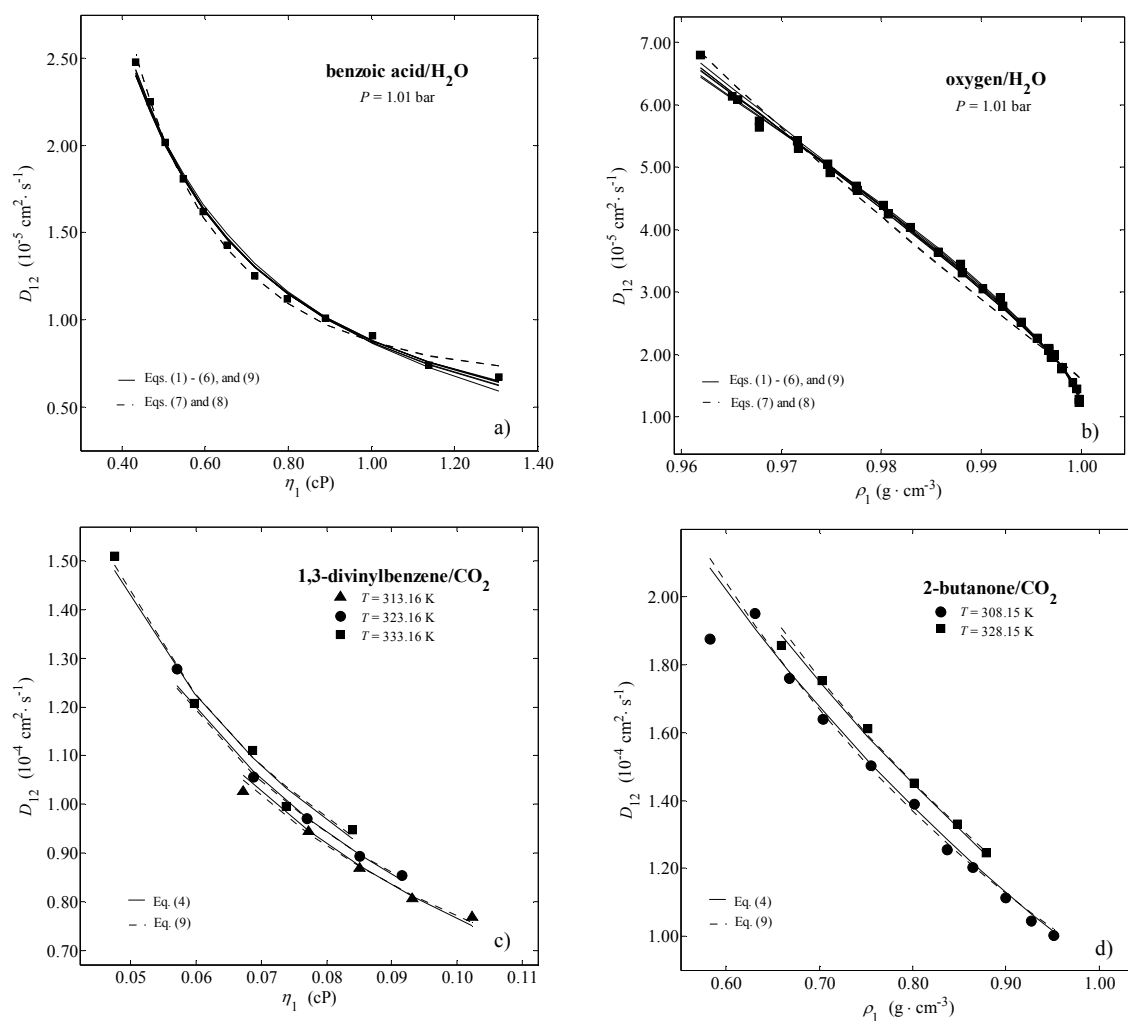 benzoic acid/H₂O
P = 1.01 bar
D₁₂ (10⁻⁵ cm²· s⁻¹)
2.50
2.00
1.50
1.00
0.50
Eqs. (1) - (6), and (9)
Eqs. (7) and (8)
a)
0.40 0.60 0.80 1.00 1.20 1.40
η₁ (cP)
oxygen/H₂O
P = 1.01 bar
D₁₂ (10⁻⁵ cm²· s⁻¹)
7.00
6.00
5.00
4.00
3.00
2.00
1.00
Eqs. (1) - (6), and (9)
Eqs. (7) and (8)
b)
0.96 0.97 0.98 0.99 1.00
ρ₁ (g · cm⁻³)
1,3-divinylbenzene/CO₂
T = 313.16 K
T = 323.16 K
T = 333.16 K
D₁₂ (10⁻⁴ cm²· s⁻¹)
1.50
1.40
1.30
1.20
1.10
1.00
0.90
0.80
0.70
Eq. (4)
Eq. (9)
c)
0.05 0.06 0.07 0.08 0.09 0.10 0.11
η₁ (cP)
2-butanone/CO₂
T = 308.15 K
T = 328.15 K
D₁₂ (10⁻⁴ cm²· s⁻¹)
2.00
1.80
1.60
1.40
1.20
1.00
Eq. (4)
Eq. (9)
d)
0.60 0.70 0.80 0.90 1.00
ρ₁ (g · cm⁻³)